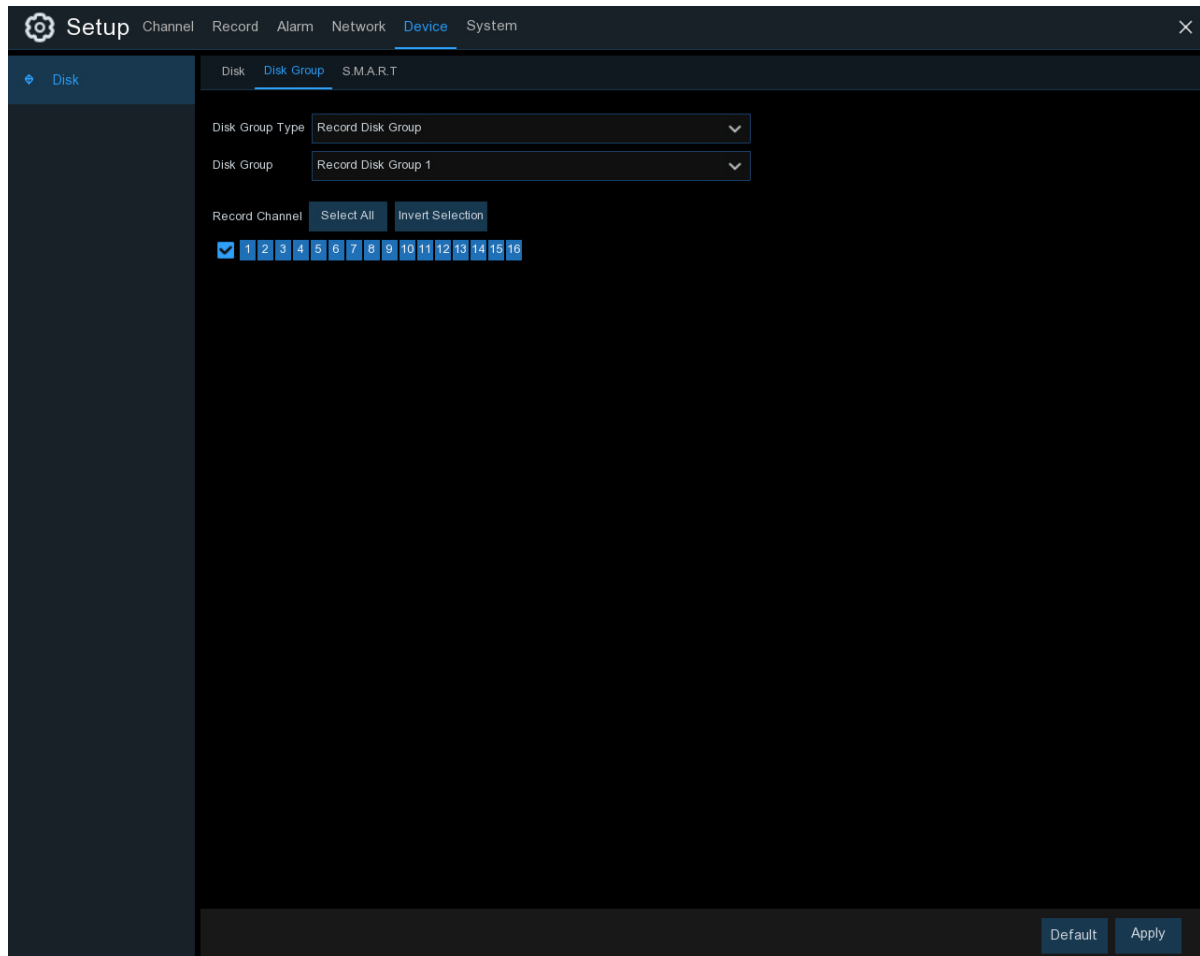 Setup Channel Record Alarm Network Device System
Disk
Disk Disk Group S.M.A.R.T
Disk Group Type Record Disk Group
Disk Group Record Disk Group 1
Record Channel Select All Invert Selection
1 2 3 4 5 6 7 8 9 10 11 12 13 14 15 16
Default Apply